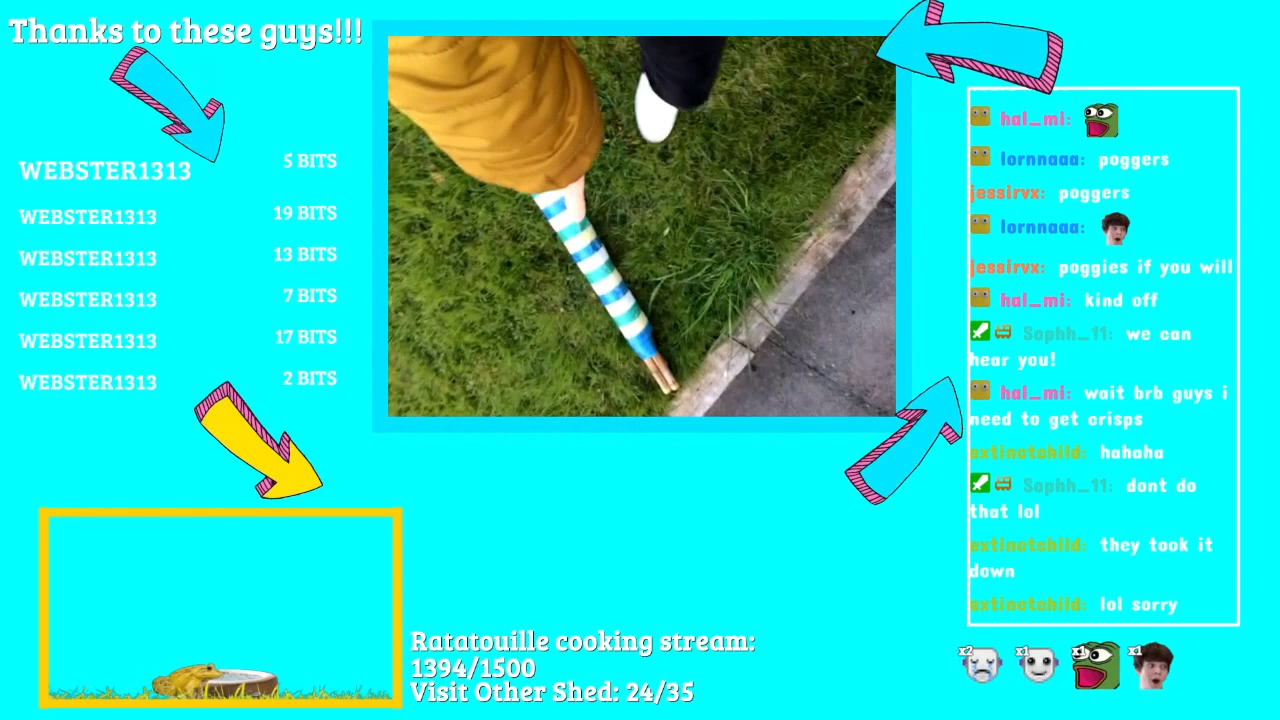 Thanks to these guys!!!
WEBSTER1313 5 BITS
WEBSTER1313 19 BITS
WEBSTER1313 13 BITS
WEBSTER1313 7 BITS
WEBSTER1313 17 BITS
WEBSTER1313 2 BITS
hal_mi:
lornnaaa: poggers
jessirvx: poggers
lornnaaa:
jessirvx: poggies if you will
hal_mi: kind off
Sophh_11: we can
hear you!
hal_mi: wait brb guys i
need to get crisps
extinctchild: hahaha
Sophh_11: dont do
that lol
extinctchild: they took it
down
extinctchild: lol sorry
x2 x1 x1 x1
Ratatouille cooking stream:
1394/1500
Visit Other Shed: 24/35